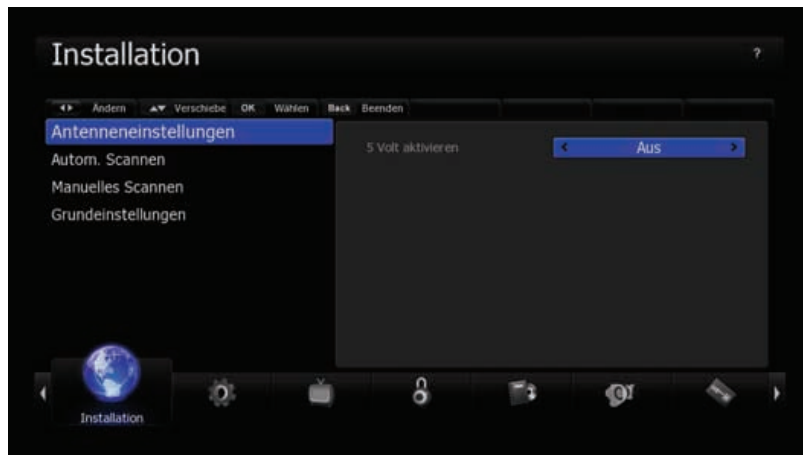 Installation
?
Ändern Verschiebe OK Wählen Back Beenden
Antenneneinstellungen
5 Volt aktivieren
Aus
Autom. Scannen
Manuelles Scannen
Grundeinstellungen
Installation